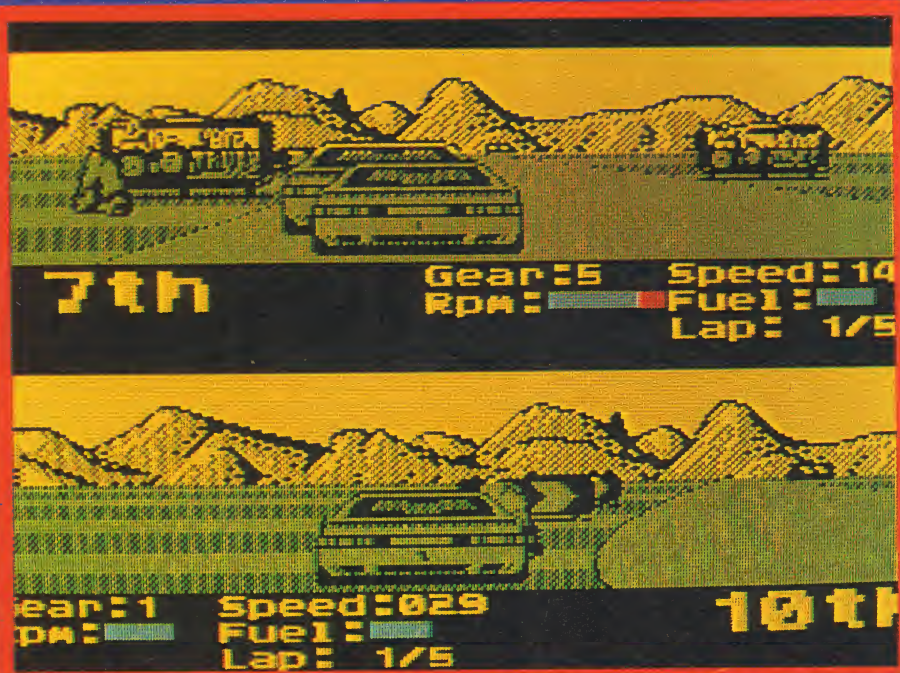 7th
Gear:5 Speed:14
Rpm: Fuel:
Lap: 1/5
ear:1 Speed:029
pm: Fuel:
Lap: 1/5
10th